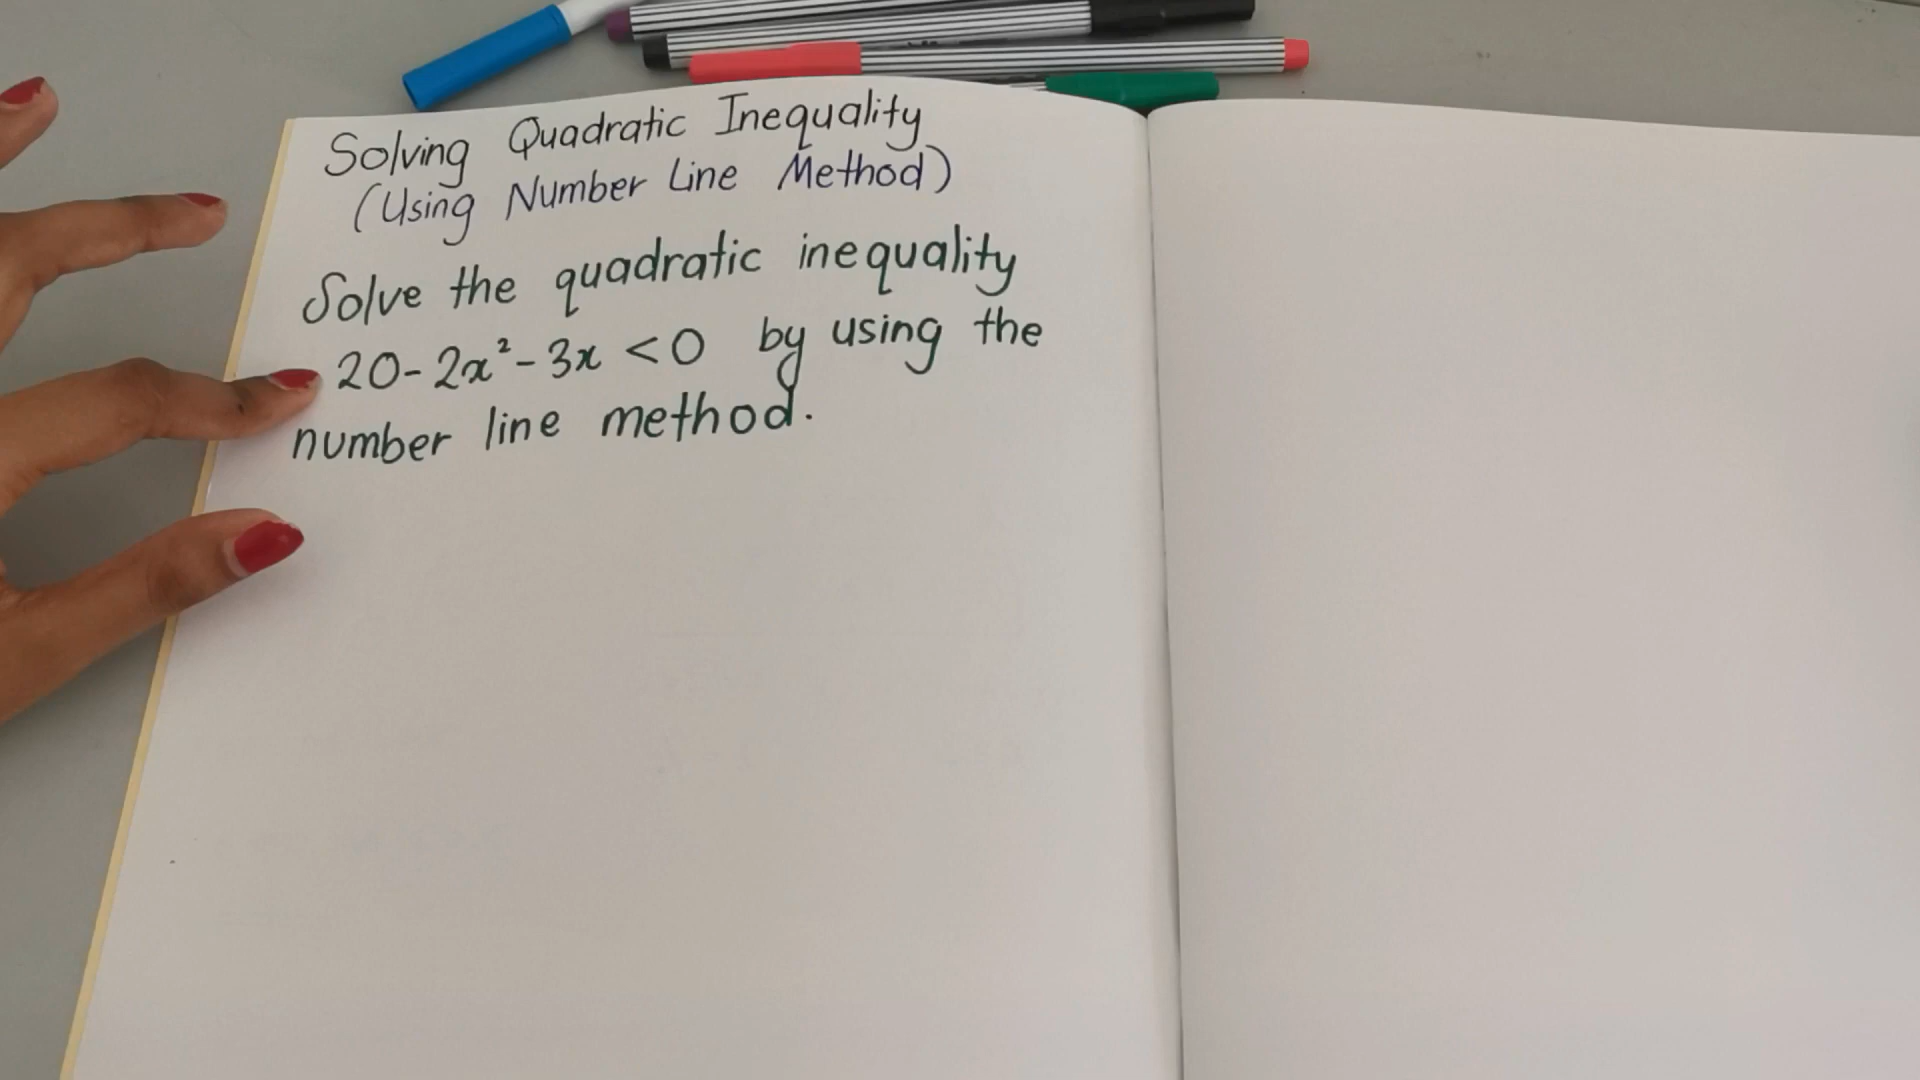 Solving Quadratic Inequality
(Using Number Line Method)
Solve the quadratic inequality
20-2x²-3x <0 by using the
number line method.